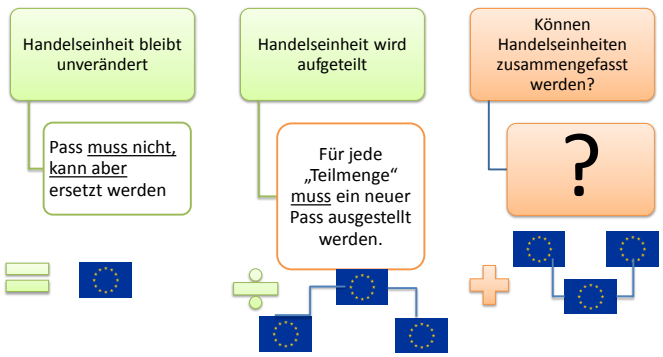 Handelseinheit bleibt
unverändert
Pass muss nicht,
kann aber
ersetzt werden
Handelseinheit wird
aufgeteilt
Für jede
„Teilmenge“
muss ein neuer
Pass ausgestellt
werden.
Können
Handelseinheiten
zusammengefasst
werden?
?